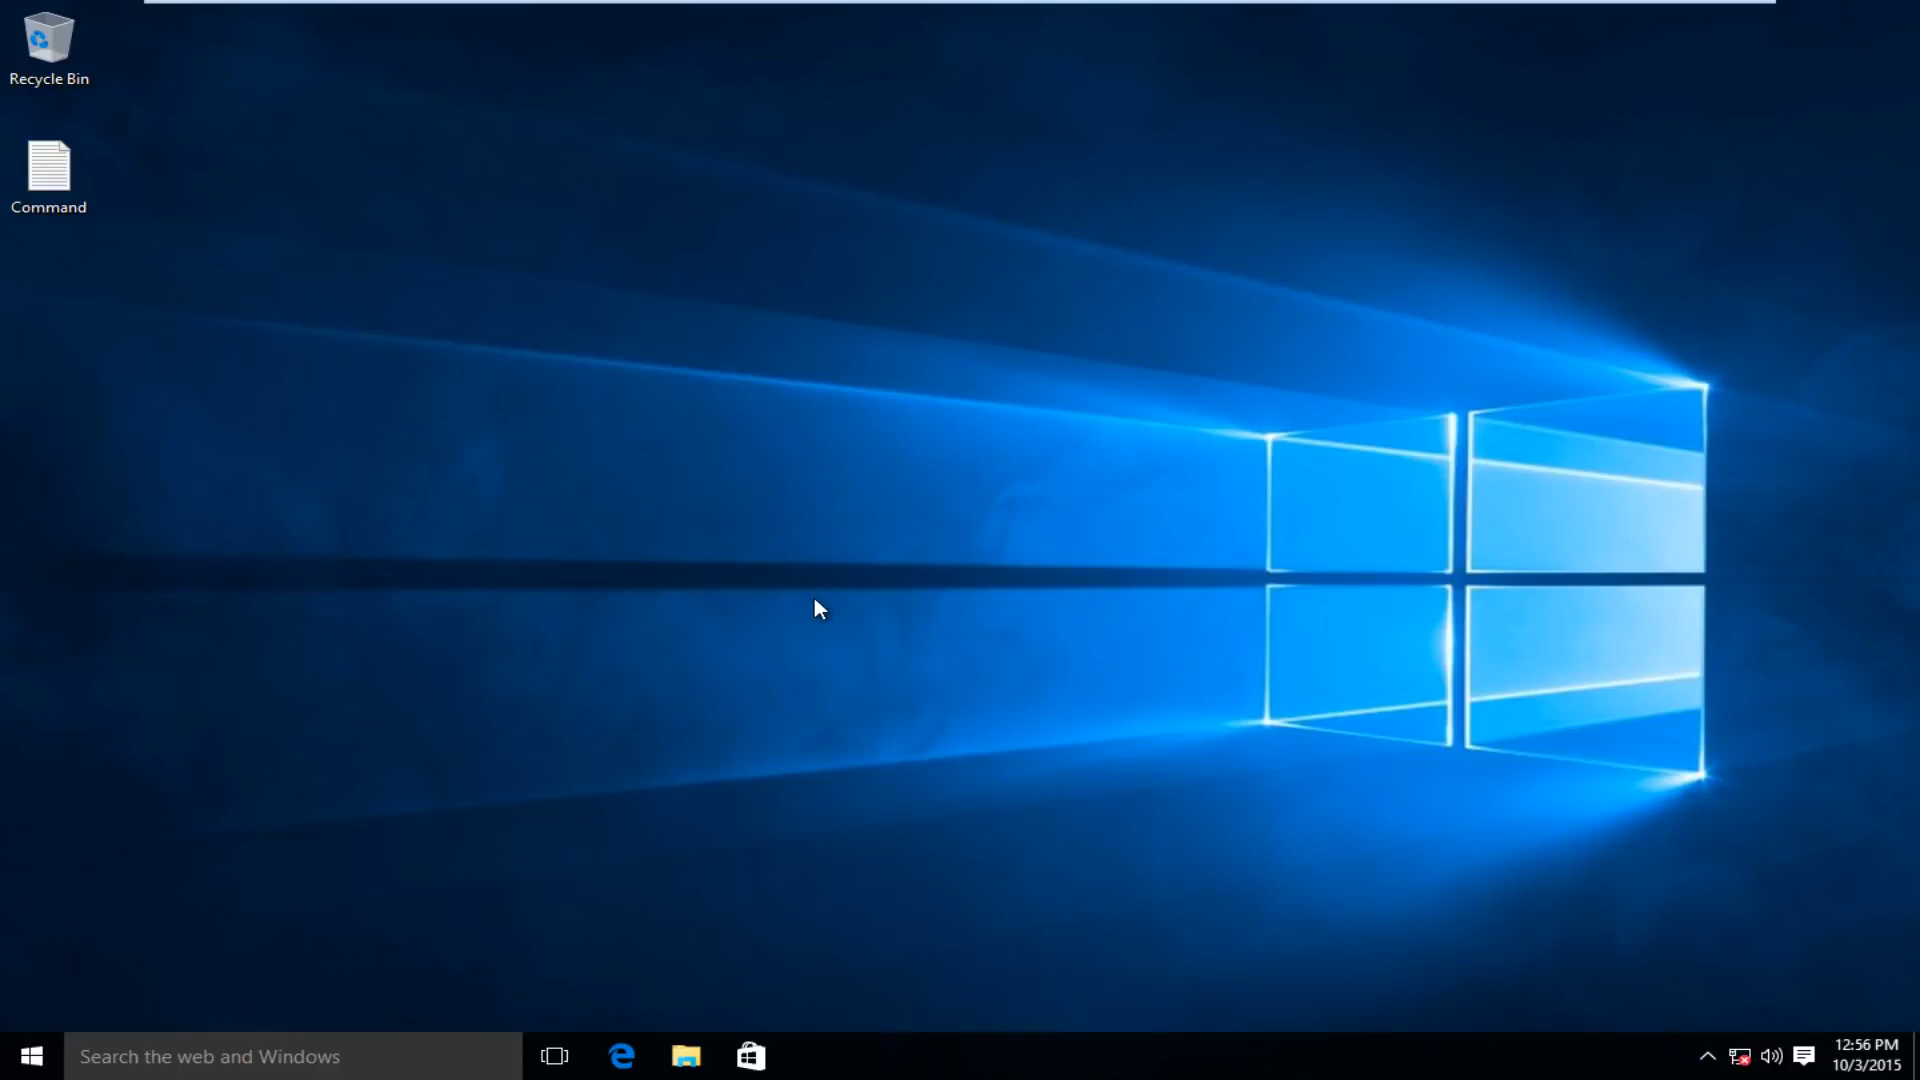 Recycle Bin
Command
Search the web and Windows
12:56 PM
10/3/2015